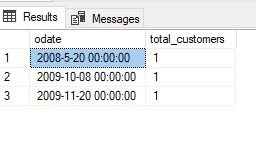 Results Messages
odate total_customers
1 2008-5-20 00:00:00 1
2 2009-10-08 00:00:00 1
3 2009-11-20 00:00:00 1